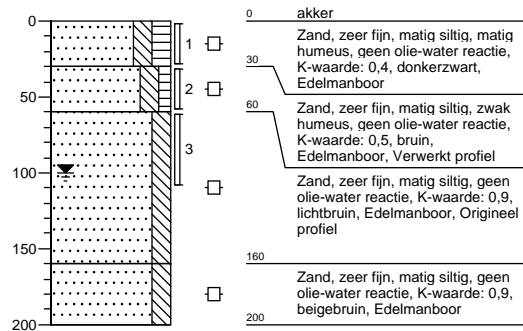 0
50
100
150
200
1
2
3
0 akker
Zand, zeer fijn, matig siltig, matig
humeus, geen olie-water reactie,
K-waarde: 0,4, donkerzwart,
Edelmanboor
30
Zand, zeer fijn, matig siltig, zwak
humeus, geen olie-water reactie,
K-waarde: 0,5, bruin,
Edelmanboor, Verwerkt profiel
60
Zand, zeer fijn, matig siltig, geen
olie-water reactie, K-waarde: 0,9,
lichtbruin, Edelmanboor, Origineel
profiel
160
Zand, zeer fijn, matig siltig, geen
olie-water reactie, K-waarde: 0,9,
beigebruin, Edelmanboor
200